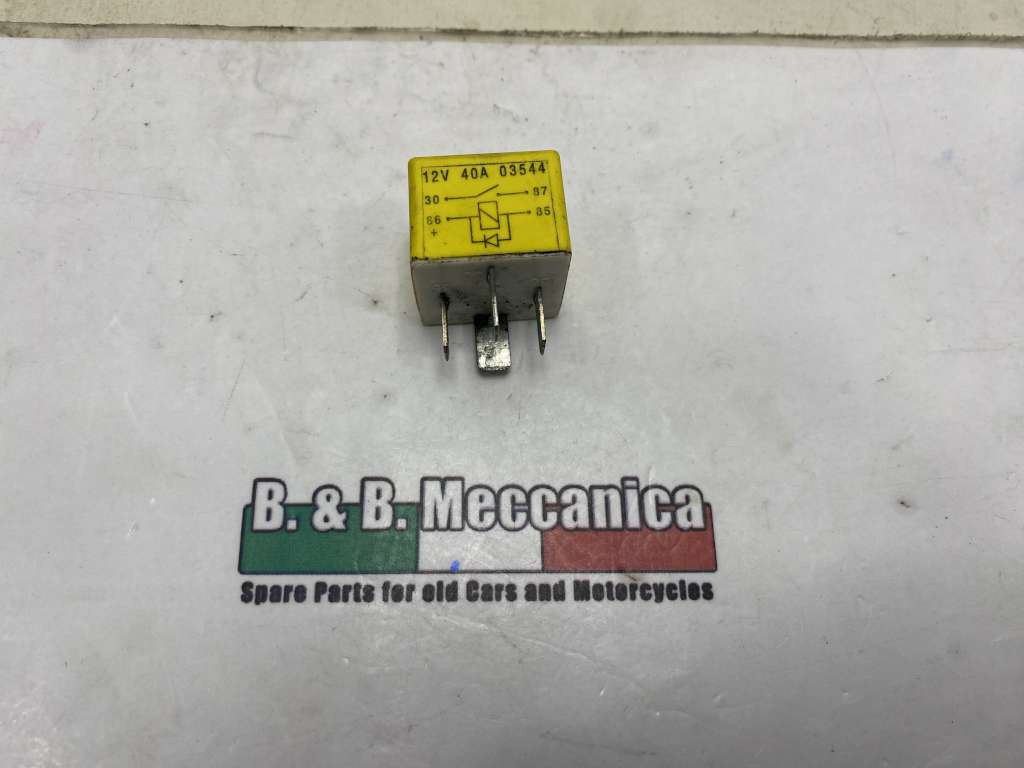 12V 40A 03544
30 87
86 85
+
B. & B. Meccanica
Spare Parts for old Cars and Motorcycles